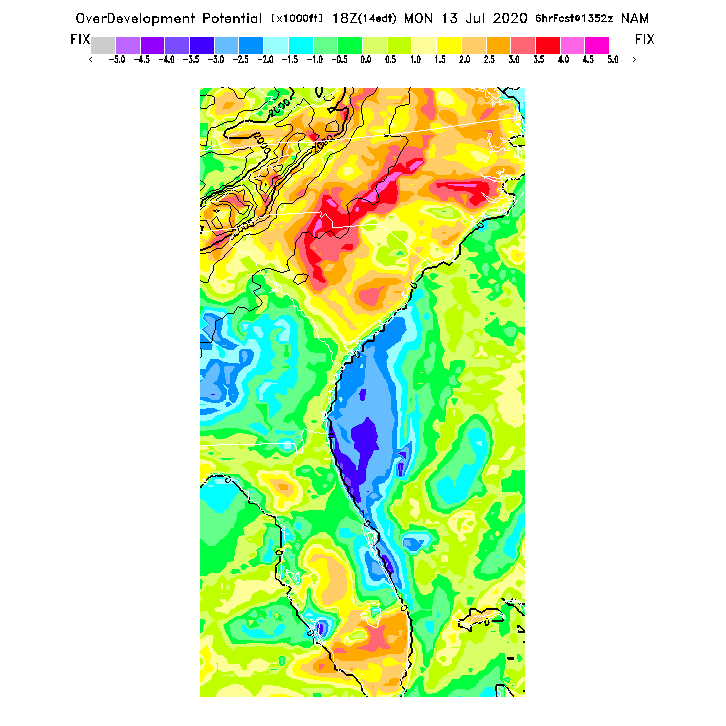 OverDevelopment Potential [x1000ft] 18Z(14edt) MON 13 Jul 2020 6hrFcst@1352z NAM
FIX FIX
< -5.0 -4.5 -4.0 -3.5 -3.0 -2.5 -2.0 -1.5 -1.0 -0.5 0.0 0.5 1.0 1.5 2.0 2.5 3.0 3.5 4.0 4.5 5.0 >
2000
2000